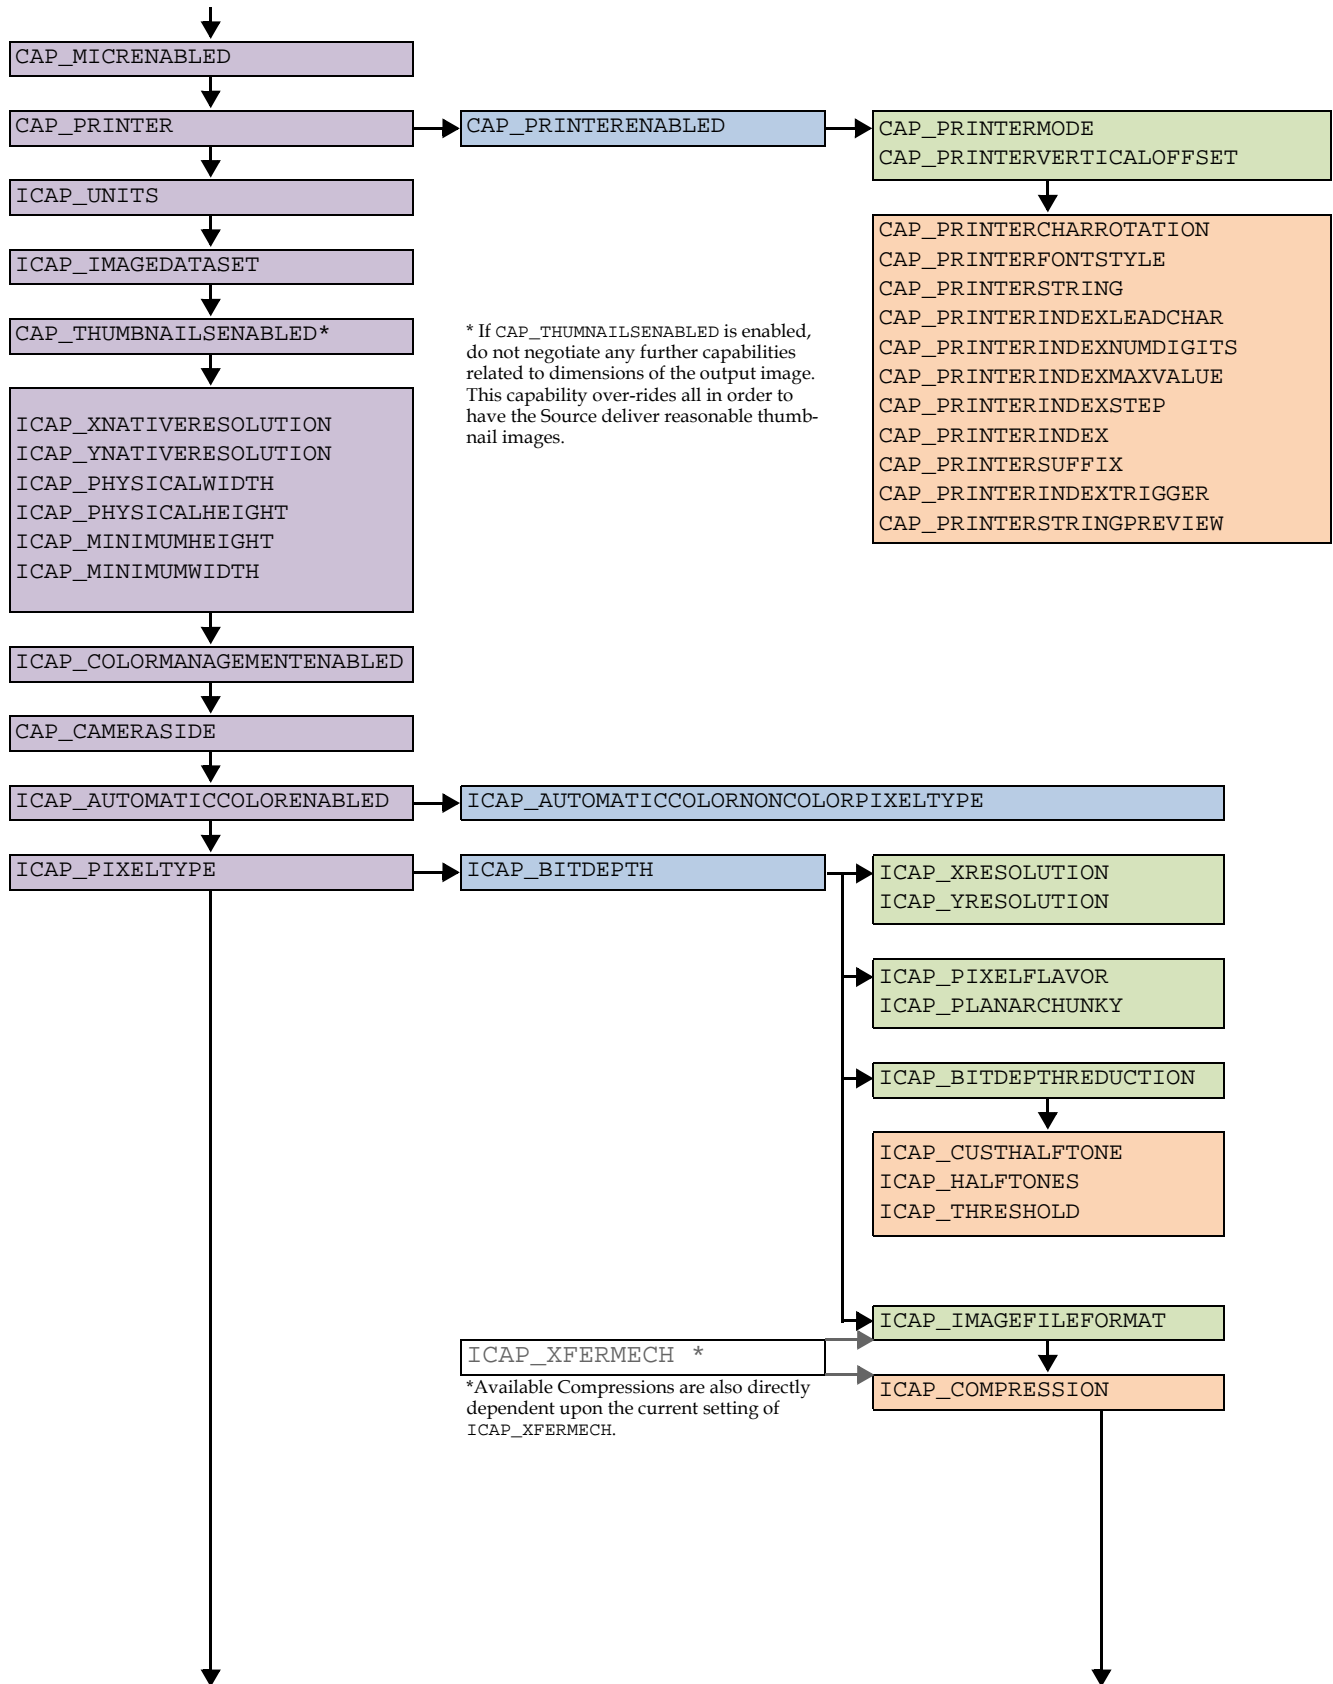 CAP_MICRENABLED
CAP_PRINTER
CAP_PRINTERENABLED
CAP_PRINTERMODE
CAP_PRINTERVERTICALOFFSET
CAP_PRINTERCHARROTATION
CAP_PRINTERFONTSTYLE
CAP_PRINTERSTRING
CAP_PRINTERINDEXLEADCHAR
CAP_PRINTERINDEXNUMDIGITS
CAP_PRINTERINDEXMAXVALUE
CAP_PRINTERINDEXSTEP
CAP_PRINTERINDEX
CAP_PRINTERSUFFIX
CAP_PRINTERINDEXTRIGGER
CAP_PRINTERSTRINGPREVIEW
ICAP_UNITS
ICAP_IMAGEDATASET
CAP_THUMBNAILSENABLED*
* If CAP_THUMNAILSENABLED is enabled,
do not negotiate any further capabilities
related to dimensions of the output image.
This capability over-rides all in order to
have the Source deliver reasonable thumb-
nail images.
ICAP_XNATIVERESOLUTION
ICAP_YNATIVERESOLUTION
ICAP_PHYSICALWIDTH
ICAP_PHYSICALHEIGHT
ICAP_MINIMUMHEIGHT
ICAP_MINIMUMWIDTH
ICAP_COLORMANAGEMENTENABLED
CAP_CAMERASIDE
ICAP_AUTOMATICCOLORENABLED
ICAP_AUTOMATICCOLORNONCOLORPIXELTYPE
ICAP_PIXELTYPE
ICAP_BITDEPTH
ICAP_XRESOLUTION
ICAP_YRESOLUTION
ICAP_PIXELFLAVOR
ICAP_PLANARCHUNKY
ICAP_BITDEPTHREDUCTION
ICAP_CUSTHALFTONE
ICAP_HALFTONES
ICAP_THRESHOLD
ICAP_IMAGEFILEFORMAT
ICAP_XFERMECH *
*Available Compressions are also directly
dependent upon the current setting of
ICAP_XFERMECH.
ICAP_COMPRESSION